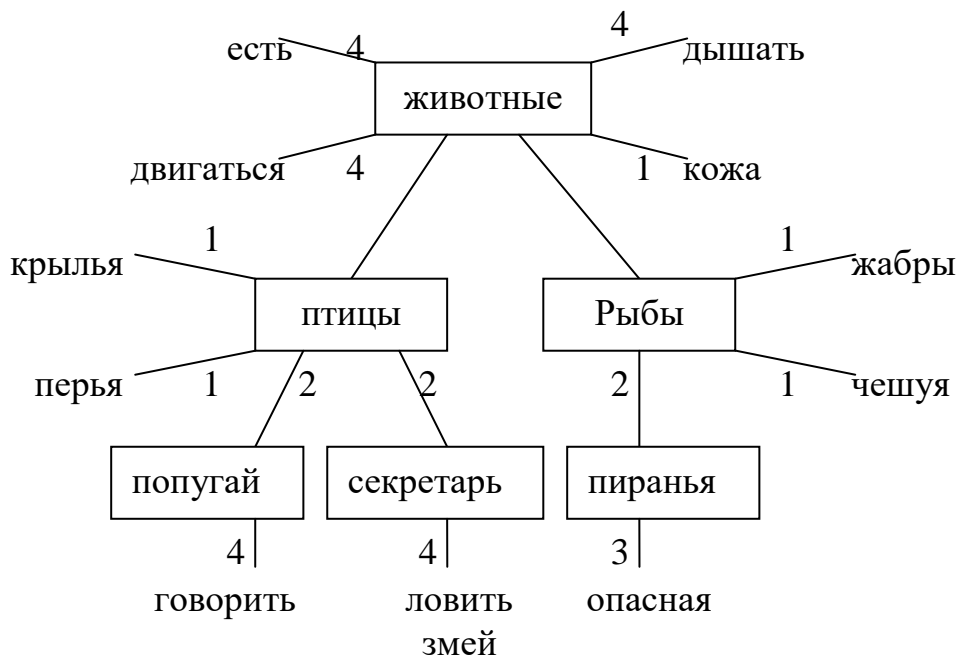 есть 4 4 дышать
животные
двигаться 4 1 кожа
крылья 1 1 жабры
птицы Рыбы
перья 1 2 2 2 1 чешуя
попугай секретарь пиранья
4 4 3
говорить ловить опасная
змей